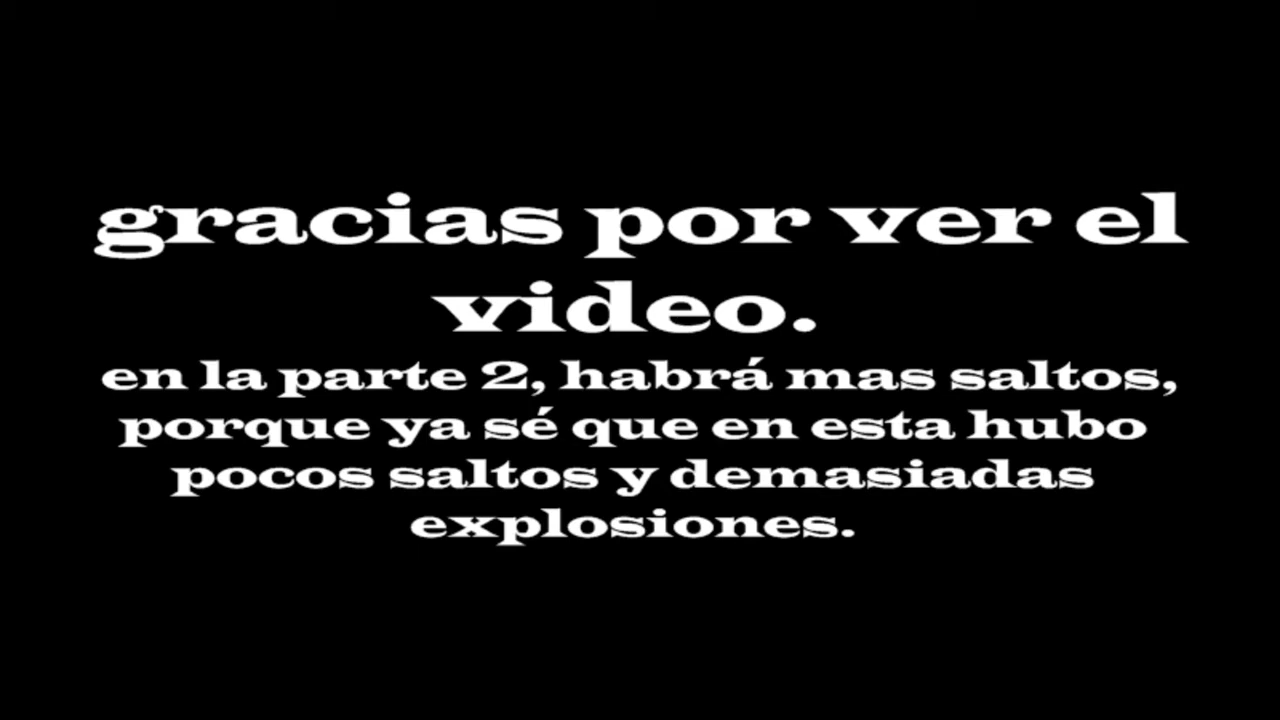 gracias por ver el
video.
en la parte 2, habrá mas saltos,
porque ya sé que en esta hubo
pocos saltos y demasiadas
explosiones.